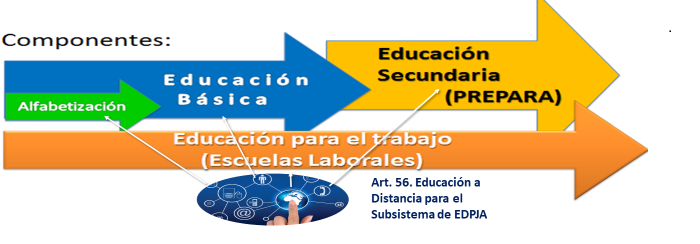 Componentes:
Educación
Secundaria
(PREPARA)
Educación
Básica
Alfabetización
Educación para el trabajo
(Escuelas Laborales)
Art. 56. Educación a
Distancia para el
Subsistema de EDPJA